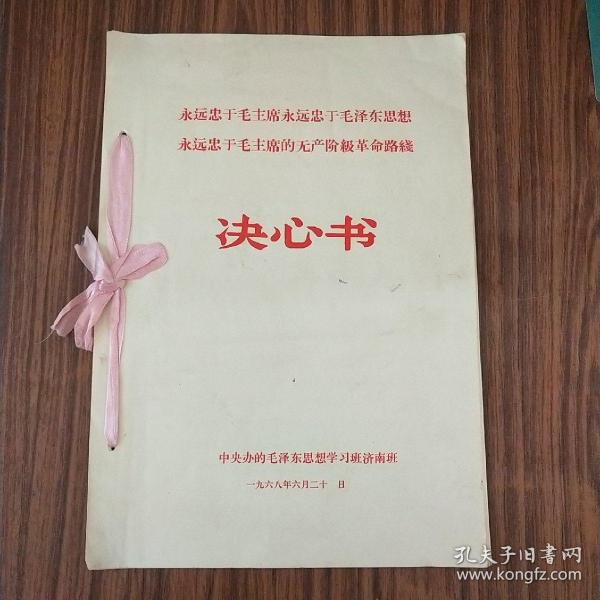 永远忠于毛主席永远忠于毛泽东思想
永远忠于毛主席的无产阶級革命路綫
决心书
中央办的毛泽东思想学习班济南班
一九六八年六月二十 日
孔夫子旧書网
www.kongfz.com